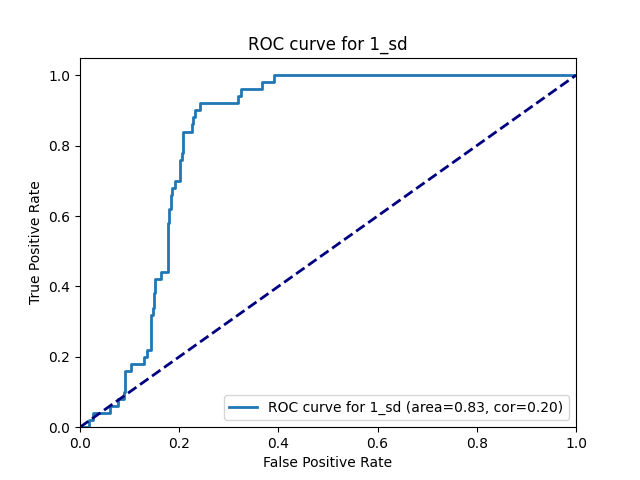 ROC curve for 1_sd
True Positive Rate
1.0
0.8
0.6
0.4
0.2
0.0
ROC curve for 1_sd (area=0.83, cor=0.20)
0.0 0.2 0.4 0.6 0.8 1.0
False Positive Rate